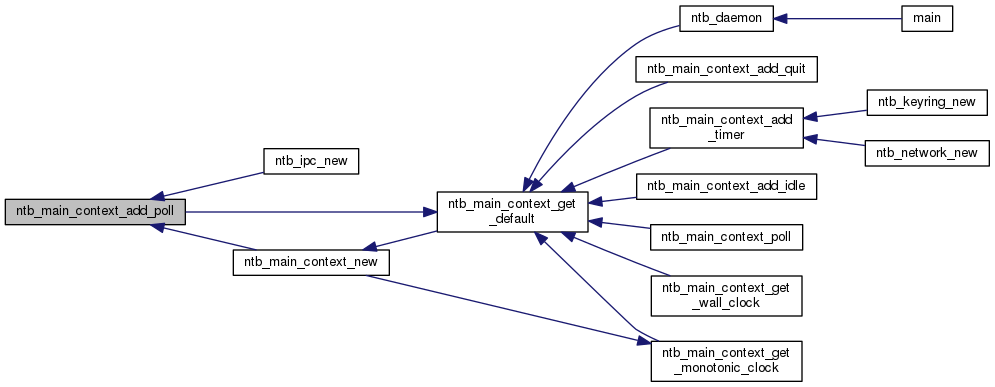 ntb_daemon
main
ntb_main_context_add_quit
ntb_keyring_new
ntb_main_context_add
_timer
ntb_network_new
ntb_ipc_new
ntb_main_context_add_idle
ntb_main_context_add_poll
ntb_main_context_get
_default
ntb_main_context_poll
ntb_main_context_new
ntb_main_context_get
_wall_clock
ntb_main_context_get
_monotonic_clock